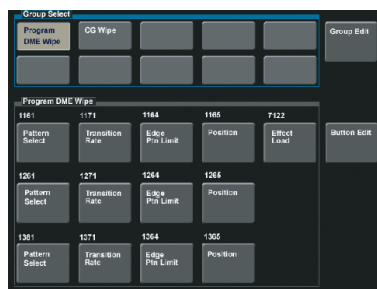 Group Select
Program DME Wipe
CG Wipe
Group Edit
Program DME Wipe
1161 1171 1164 1165 7122
Pattern Select
Transition Rate
Edge Ptn Limit
Position
Effect Load
Button Edit
1261 1271 1264 1265
Pattern Select
Transition Rate
Edge Ptn Limit
Position
1361 1371 1364 1365
Pattern Select
Transition Rate
Edge Ptn Limit
Position